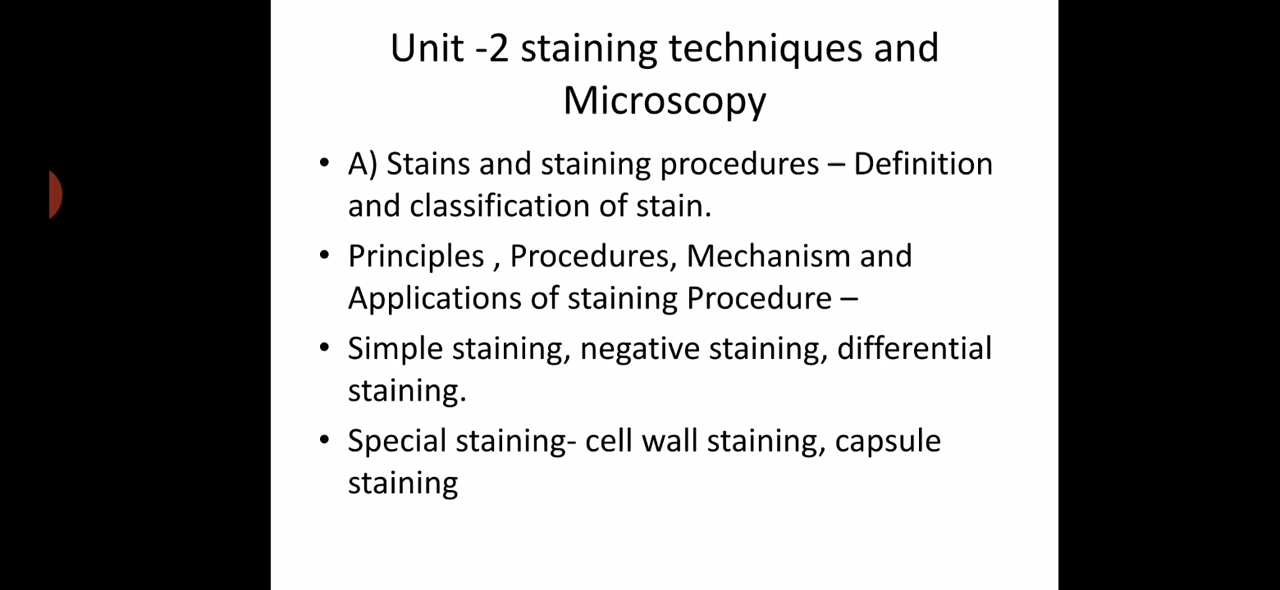 Unit -2 staining techniques and
Microscopy
• A) Stains and staining procedures – Definition
and classification of stain.
• Principles , Procedures, Mechanism and
Applications of staining Procedure –
• Simple staining, negative staining, differential
staining.
• Special staining- cell wall staining, capsule
staining